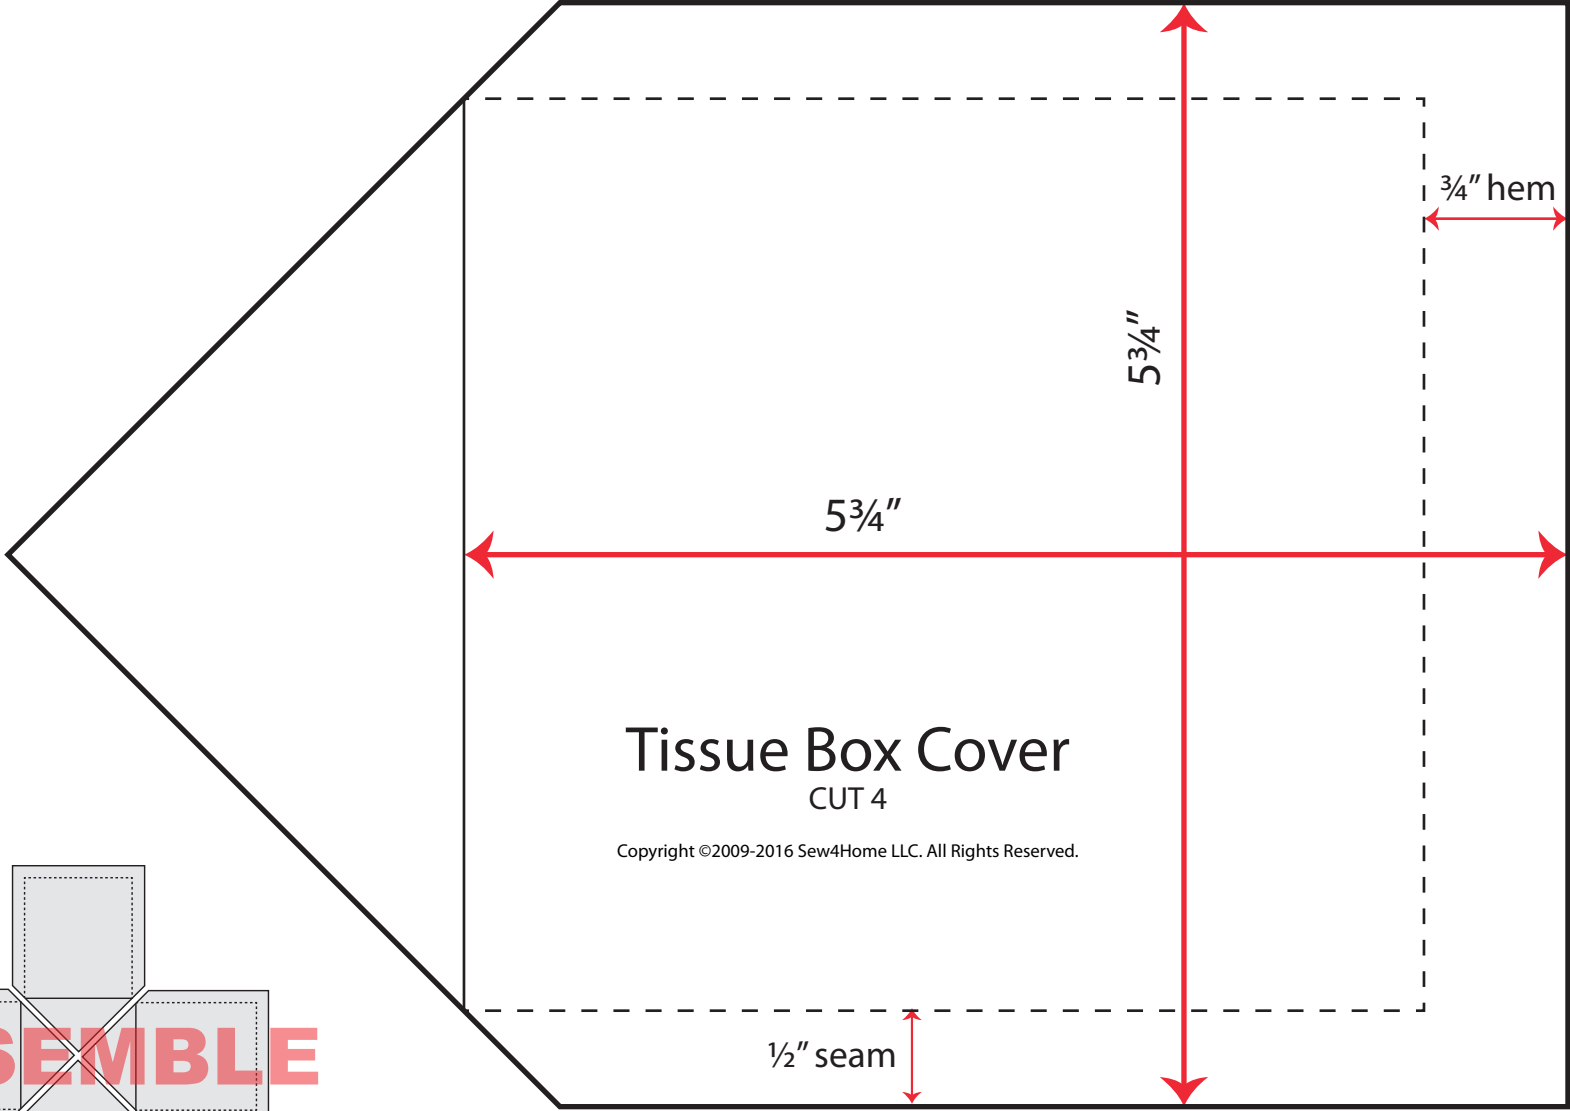 ¾” hem
5¾”
5¾”
Tissue Box Cover
CUT 4
Copyright ©2009-2016 Sew4Home LLC. All Rights Reserved.
½” seam
SEMBLE